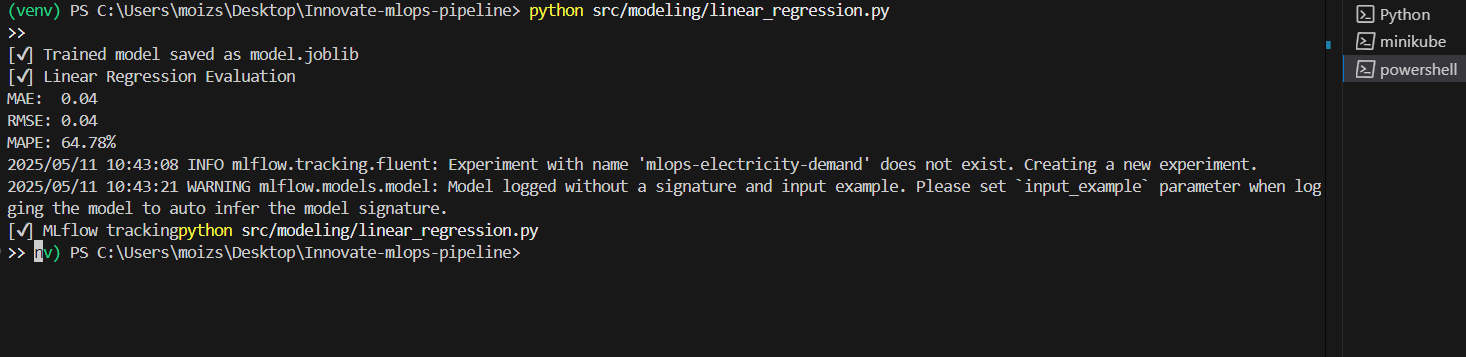 (venv) PS C:\Users\moizs\Desktop\Innovate-mlops-pipeline> python src/modeling/linear_regression.py
>>
[✓] Trained model saved as model.joblib
[✓] Linear Regression Evaluation
MAE:  0.04
RMSE: 0.04
MAPE: 64.78%
2025/05/11 10:43:08 INFO mlflow.tracking.fluent: Experiment with name 'mlops-electricity-demand' does not exist. Creating a new experiment.
2025/05/11 10:43:21 WARNING mlflow.models.model: Model logged without a signature and input example. Please set `input_example` parameter when log
ging the model to auto infer the model signature.
[✓] MLflow trackingpython src/modeling/linear_regression.py
>> nv) PS C:\Users\moizs\Desktop\Innovate-mlops-pipeline>
Python
minikube
powershell